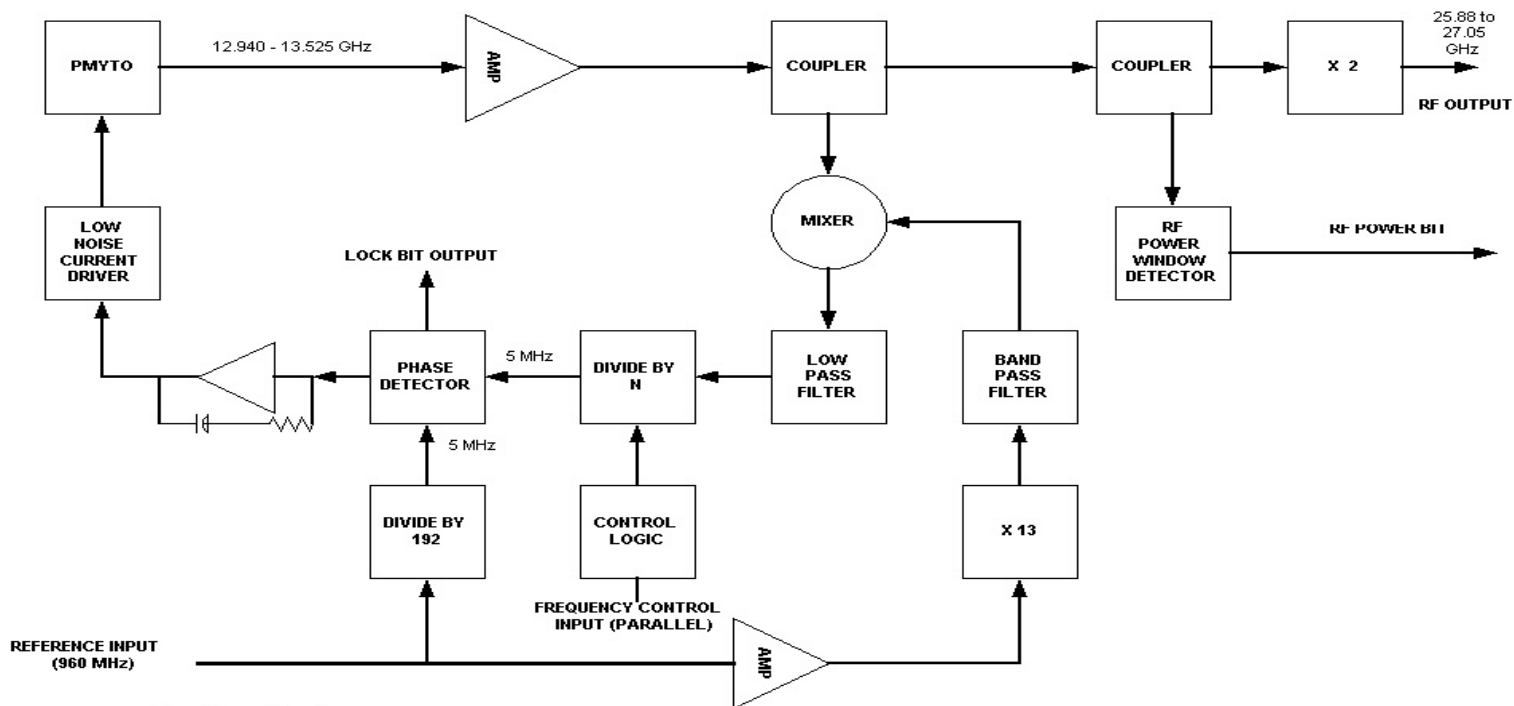 25.88 to
27.05
GHz
12.940 - 13.525 GHz
PMYTO
AMP
COUPLER
COUPLER
X 2
RF OUTPUT
LOW
NOISE
CURRENT
DRIVER
MIXER
RF
POWER
WINDOW
DETECTOR
RF POWER BIT
LOCK BIT OUTPUT
PHASE
DETECTOR
5 MHz
DIVIDE BY
N
LOW
PASS
FILTER
BAND
PASS
FILTER
5 MHz
DIVIDE BY
192
CONTROL
LOGIC
X 13
FREQUENCY CONTROL
INPUT (PARALLEL)
REFERENCE INPUT
(960 MHz)
AMP